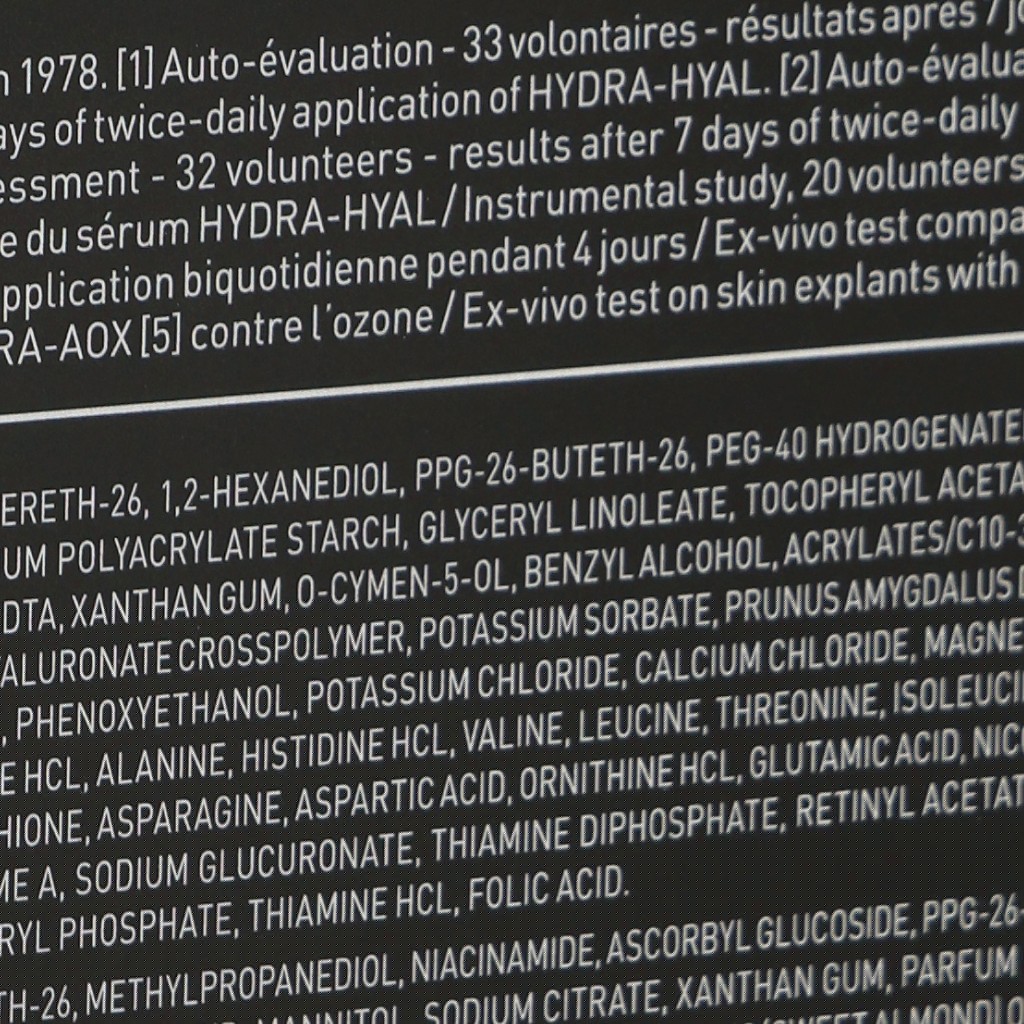 n 1978. [1] Auto-évaluation - 33 volontaires - résultats après 7 jo
ays of twice-daily application of HYDRA-HYAL. [2] Auto-évalua
essment - 32 volunteers - results after 7 days of twice-daily
e du sérum HYDRA-HYAL / Instrumental study, 20 volunteers
pplication biquotidienne pendant 4 jours / Ex-vivo test compa
RA-AOX [5] contre l'ozone / Ex-vivo test on skin explants with
ERETH-26, 1,2-HEXANEDIOL, PPG-26-BUTETH-26, PEG-40 HYDROGENATE
UM POLYACRYLATE STARCH, GLYCERYL LINOLEATE, TOCOPHERYL ACETA
DTA, XANTHAN GUM, O-CYMEN-5-OL, BENZYL ALCOHOL, ACRYLATES/C10-3
ALURONATE CROSSPOLYMER, POTASSIUM SORBATE, PRUNUS AMYGDALUS D
, PHENOXYETHANOL, POTASSIUM CHLORIDE, CALCIUM CHLORIDE, MAGNE
E HCL, ALANINE, HISTIDINE HCL, VALINE, LEUCINE, THREONINE, ISOLEUCI
HIONE, ASPARAGINE, ASPARTIC ACID, ORNITHINE HCL, GLUTAMIC ACID, NICO
ME A, SODIUM GLUCURONATE, THIAMINE DIPHOSPHATE, RETINYL ACETAT
RYL PHOSPHATE, THIAMINE HCL, FOLIC ACID.
TH-26, METHYLPROPANEDIOL, NIACINAMIDE, ASCORBYL GLUCOSIDE, PPG-26-
MANNITOL, SODIUM CITRATE, XANTHAN GUM, PARFUM
(SWEET ALMOND) O